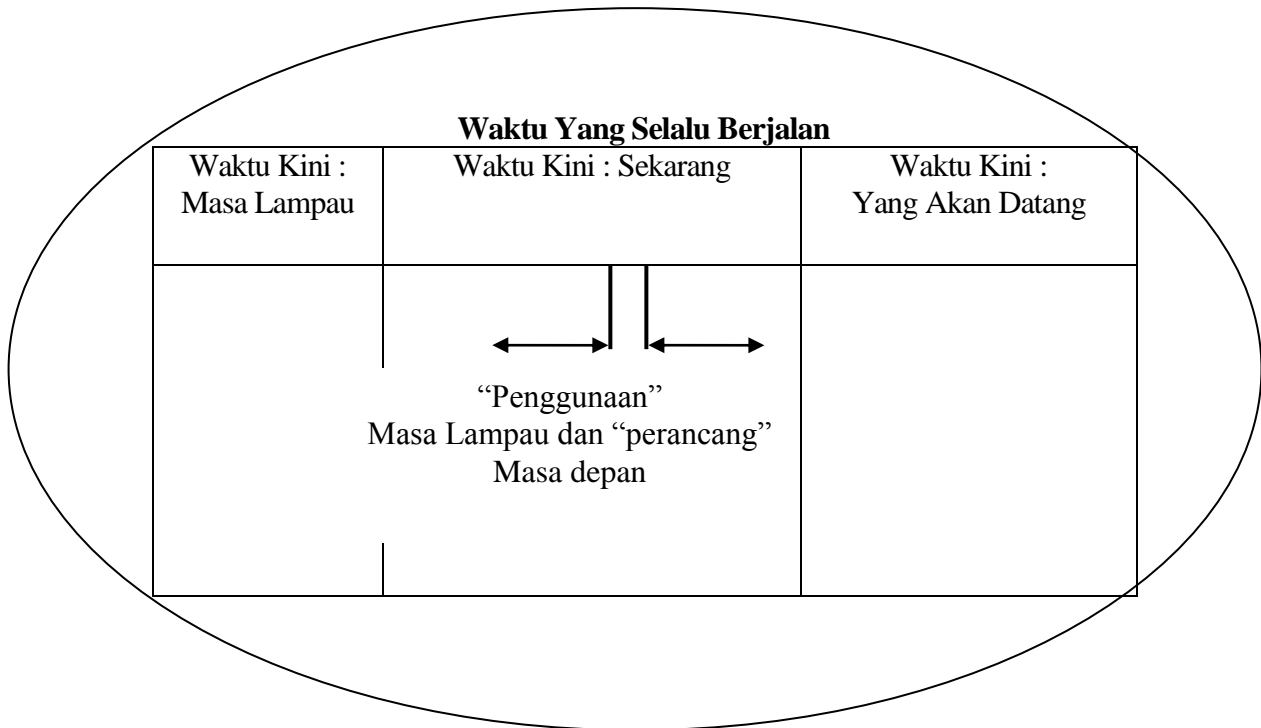 Waktu Yang Selalu Berjalan
Waktu Kini :
Masa Lampau
Waktu Kini : Sekarang
Waktu Kini :
Yang Akan Datang
“Penggunaan”
Masa Lampau dan “perancang”
Masa depan